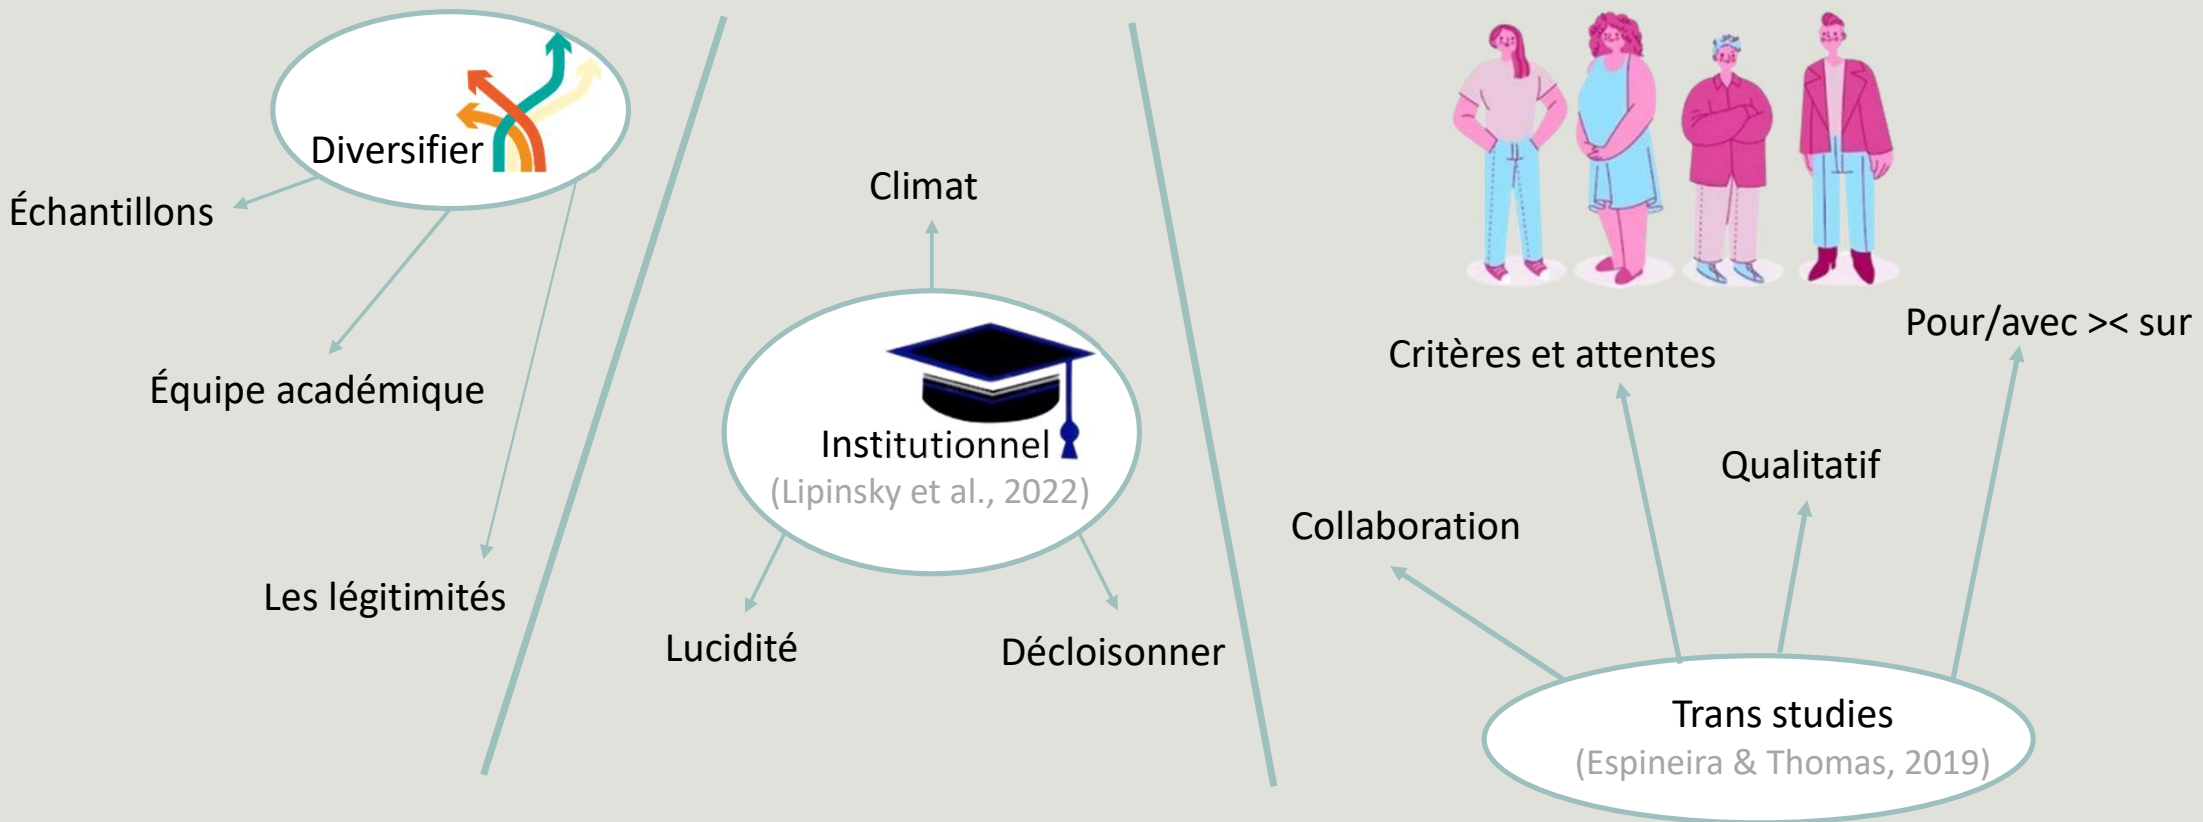 Diversifier
Échantillons
Équipe académique
Les légitimités
Climat
Institutionnel
(Lipinsky et al., 2022)
Lucidité
Décloisonner
Pour/avec >< sur
Critères et attentes
Qualitatif
Collaboration
Trans studies
(Espineira & Thomas, 2019)